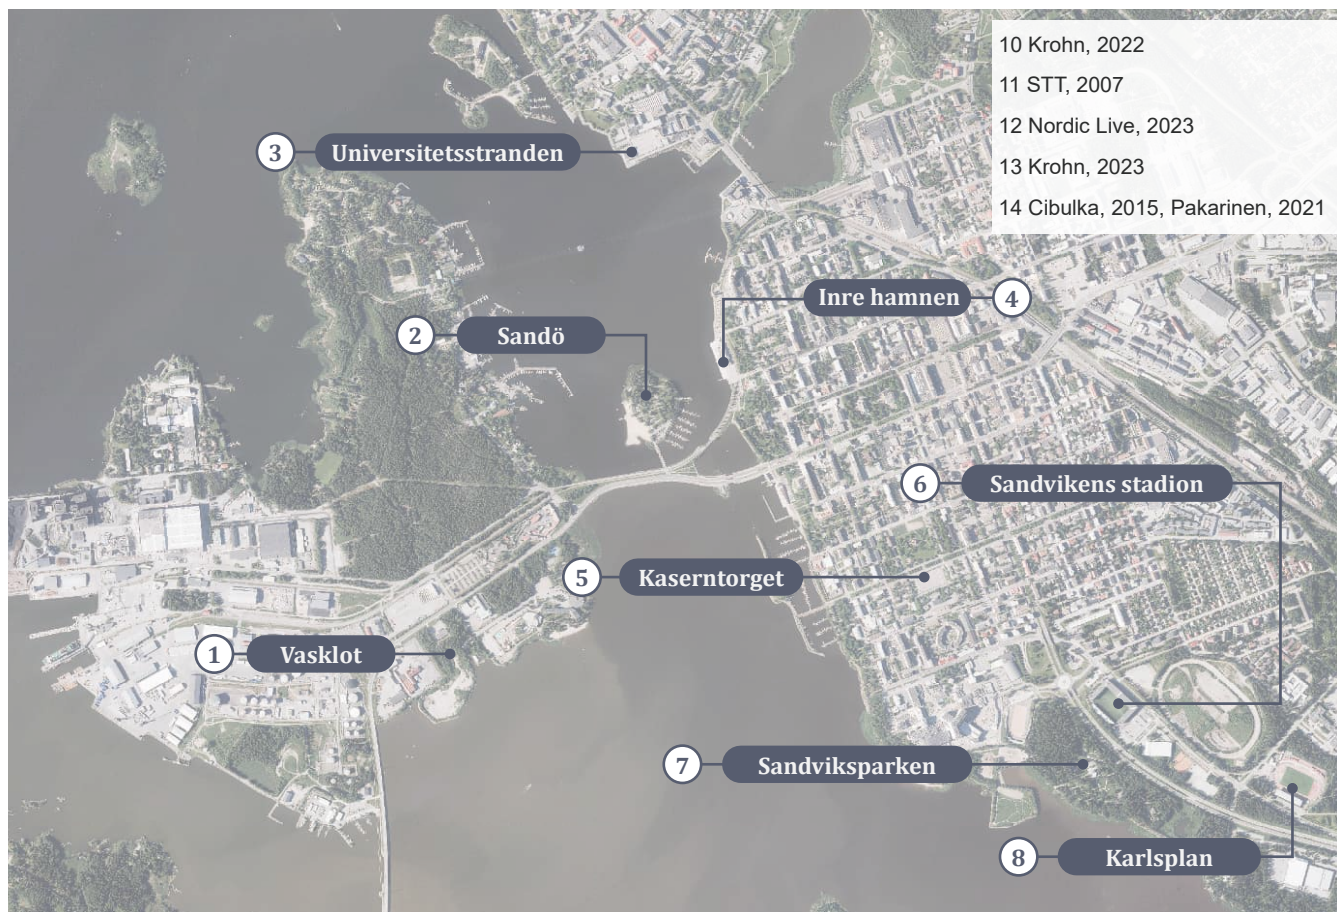 10 Krohn, 2022
11 STT, 2007
12 Nordic Live, 2023
13 Krohn, 2023
14 Cibulka, 2015, Pakarinen, 2021
3 Universitetsstranden
Inre hamnen 4
2 Sandö
6 Sandvikens stadion
5 Kaserntorget
1 Vasklot
7 Sandviksparken
8 Karlsplan